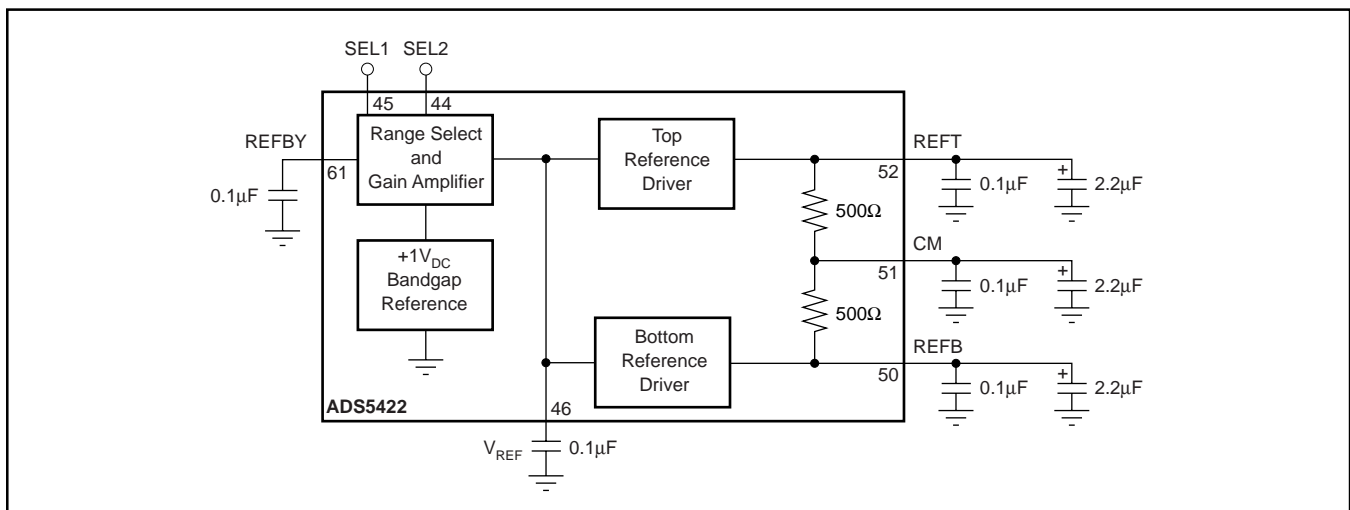 SEL1 SEL2
45 44
REFBY
61
Range Select
and
Gain Amplifier
0.1μF
+1V_DC
Bandgap
Reference
Top
Reference
Driver
REFT
52
0.1μF
+
2.2μF
500Ω
CM
51
0.1μF
+
2.2μF
500Ω
Bottom
Reference
Driver
REFB
50
0.1μF
+
2.2μF
ADS5422
46
V_REF
0.1μF